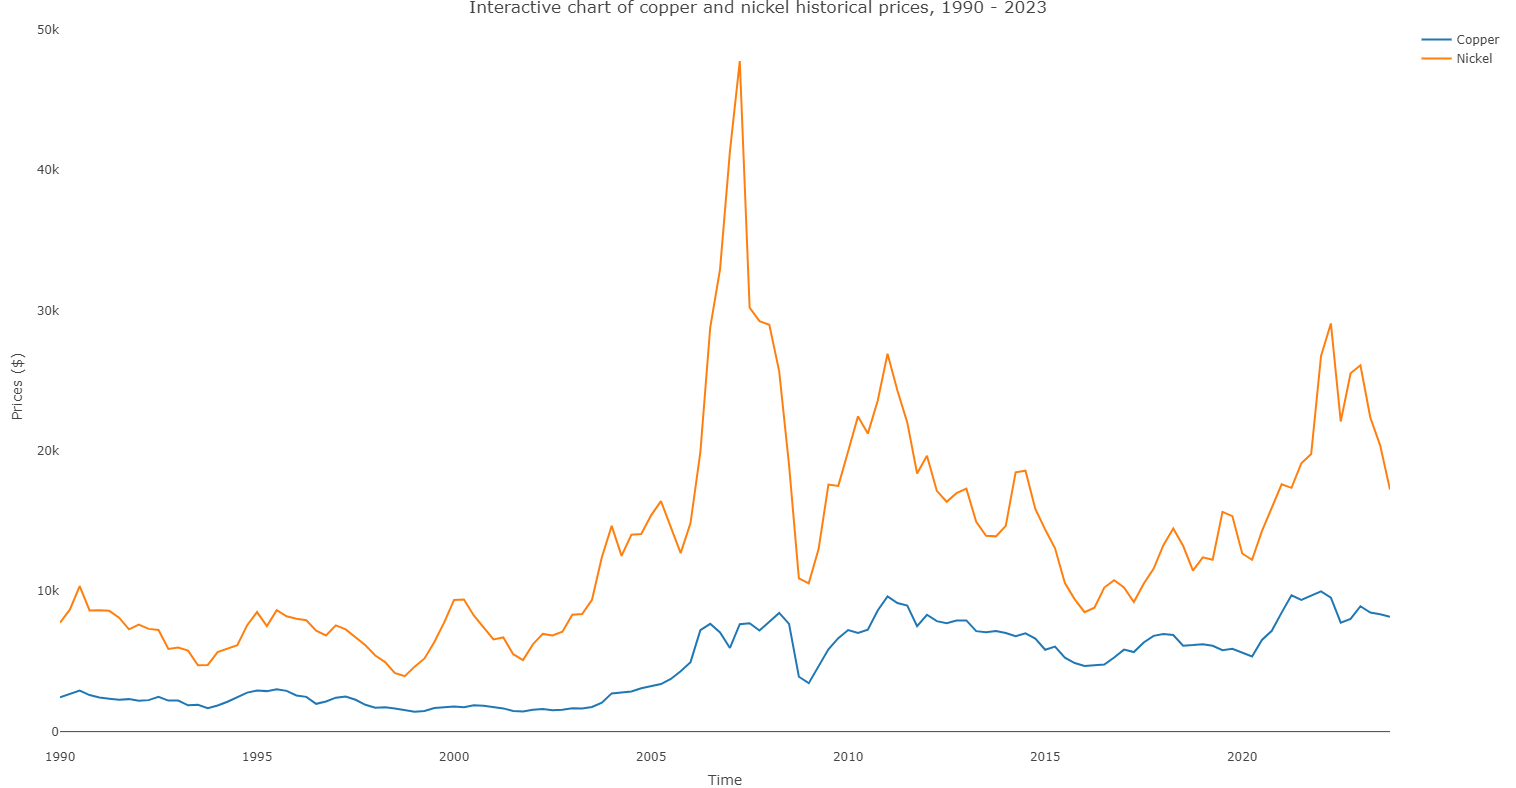 Interactive chart of copper and nickel historical prices, 1990 - 2023
50k
40k
30k
20k
10k
0
Prices ($)
1990 1995 2000 2005 2010 2015 2020
Time
Copper
Nickel